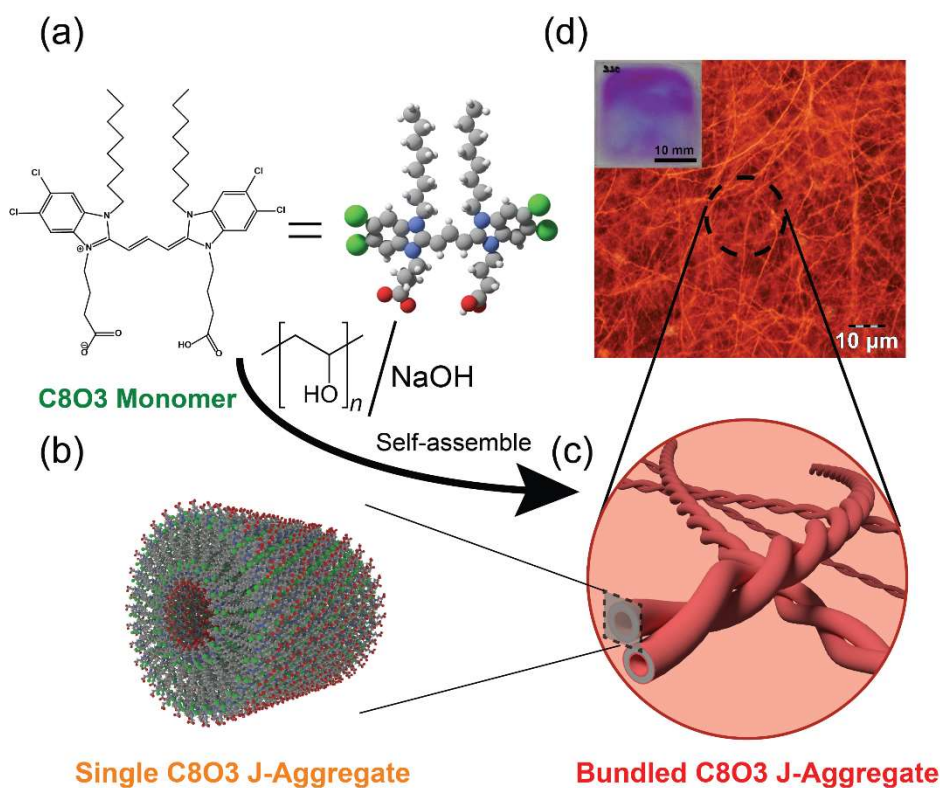 (a)
Cl
Cl
Cl
Cl
N
N
N
N
⊕
O
O
⊖
HO
O
=
C8O3 Monomer
HO
n
NaOH
Self-assemble
(b)
Single C8O3 J-Aggregate
(c)
Bundled C8O3 J-Aggregate
(d)
10 mm
10 μm